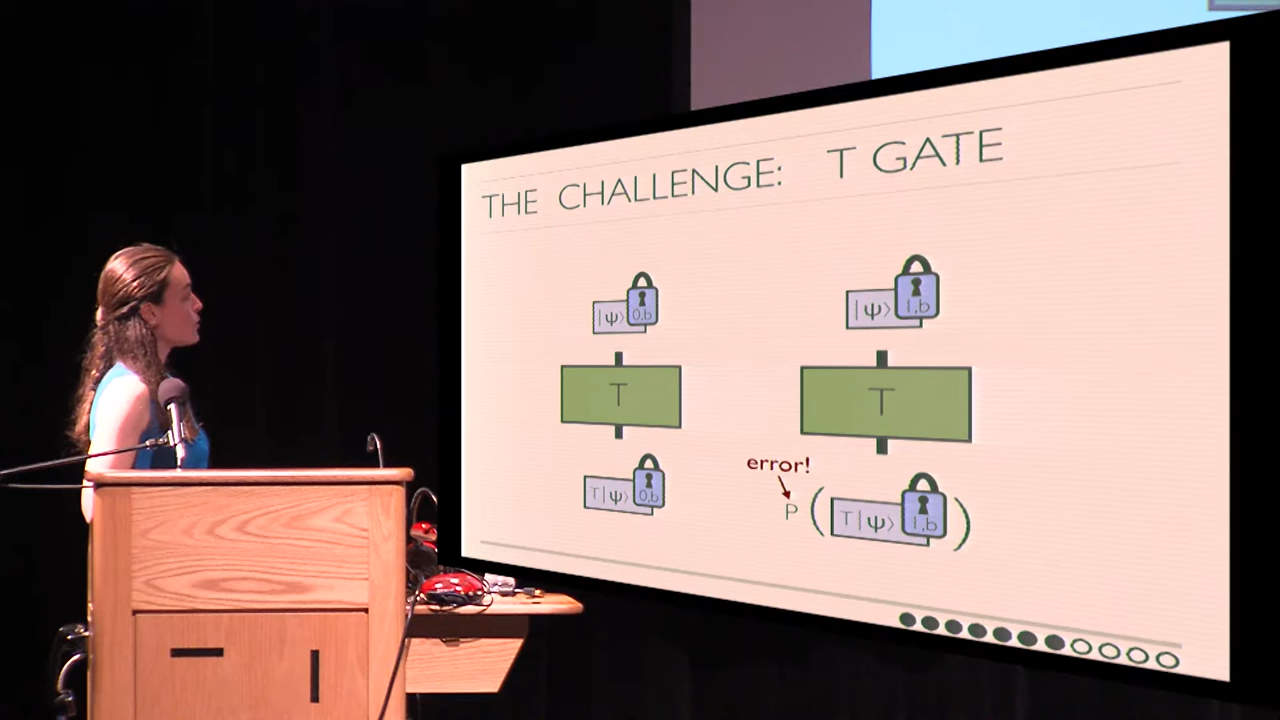 THE CHALLENGE: T GATE
|ψ⟩ 0,b
|ψ⟩ 1,b
T
T
error!
T|ψ⟩ 0,b
P ( T|ψ⟩ 1,b )